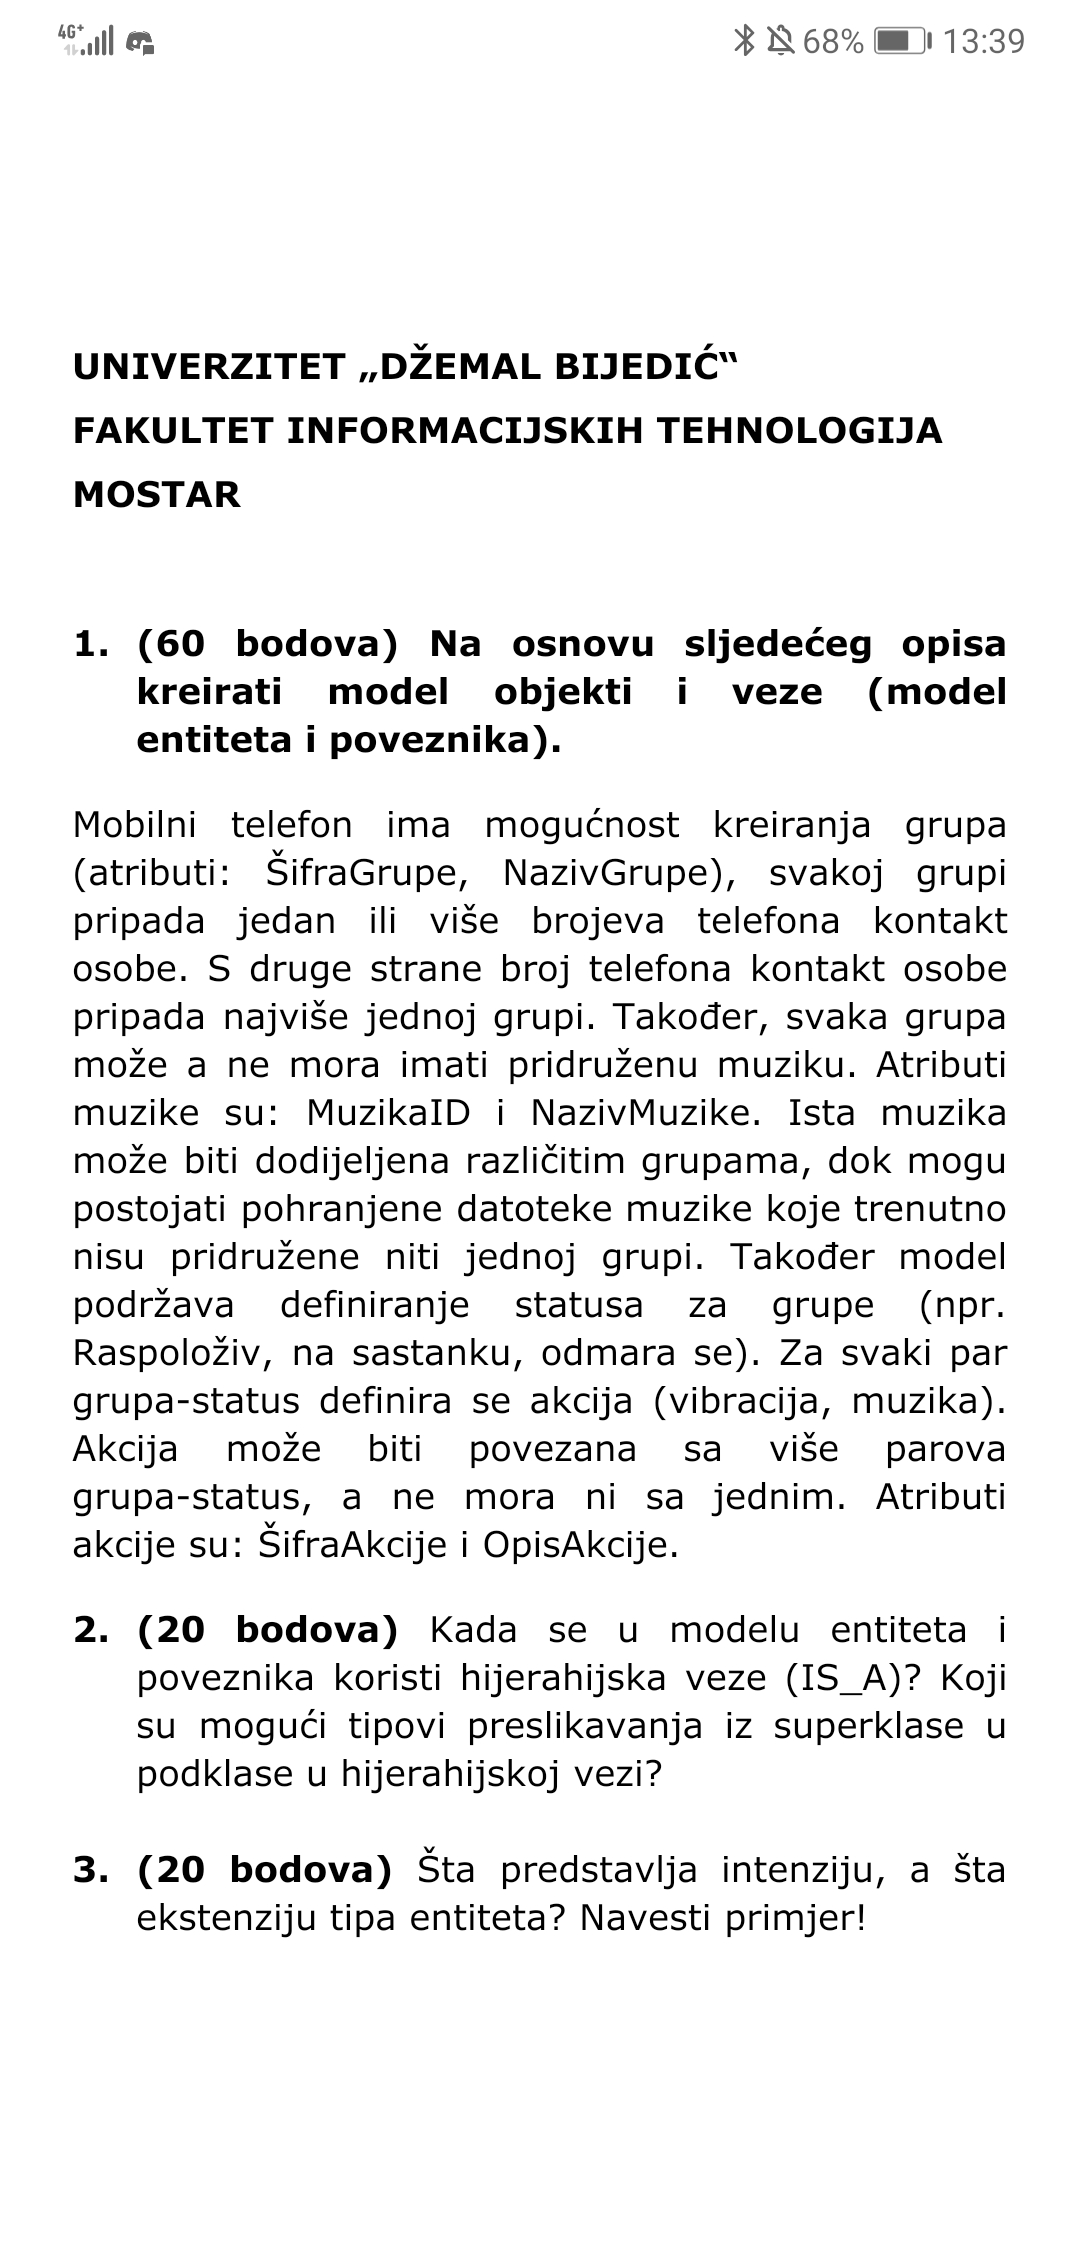 4G+ 68% 13:39
UNIVERZITET „DŽEMAL BIJEDIĆ“
FAKULTET INFORMACIJSKIH TEHNOLOGIJA
MOSTAR
1. (60 bodova) Na osnovu sljedećeg opisa
kreirati model objekti i veze (model
entiteta i poveznika).
Mobilni telefon ima mogućnost kreiranja grupa
(atributi: ŠifraGrupe, NazivGrupe), svakoj grupi
pripada jedan ili više brojeva telefona kontakt
osobe. S druge strane broj telefona kontakt osobe
pripada najviše jednoj grupi. Također, svaka grupa
može a ne mora imati pridruženu muziku. Atributi
muzike su: MuzikaID i NazivMuzike. Ista muzika
može biti dodijeljena različitim grupama, dok mogu
postojati pohranjene datoteke muzike koje trenutno
nisu pridružene niti jednoj grupi. Također model
podržava definiranje statusa za grupe (npr.
Raspoloživ, na sastanku, odmara se). Za svaki par
grupa-status definira se akcija (vibracija, muzika).
Akcija može biti povezana sa više parova
grupa-status, a ne mora ni sa jednim. Atributi
akcije su: ŠifraAkcije i OpisAkcije.
2. (20 bodova) Kada se u modelu entiteta i
poveznika koristi hijerahijska veze (IS_A)? Koji
su mogući tipovi preslikavanja iz superklase u
podklase u hijerahijskoj vezi?
3. (20 bodova) Šta predstavlja intenziju, a šta
ekstenziju tipa entiteta? Navesti primjer!